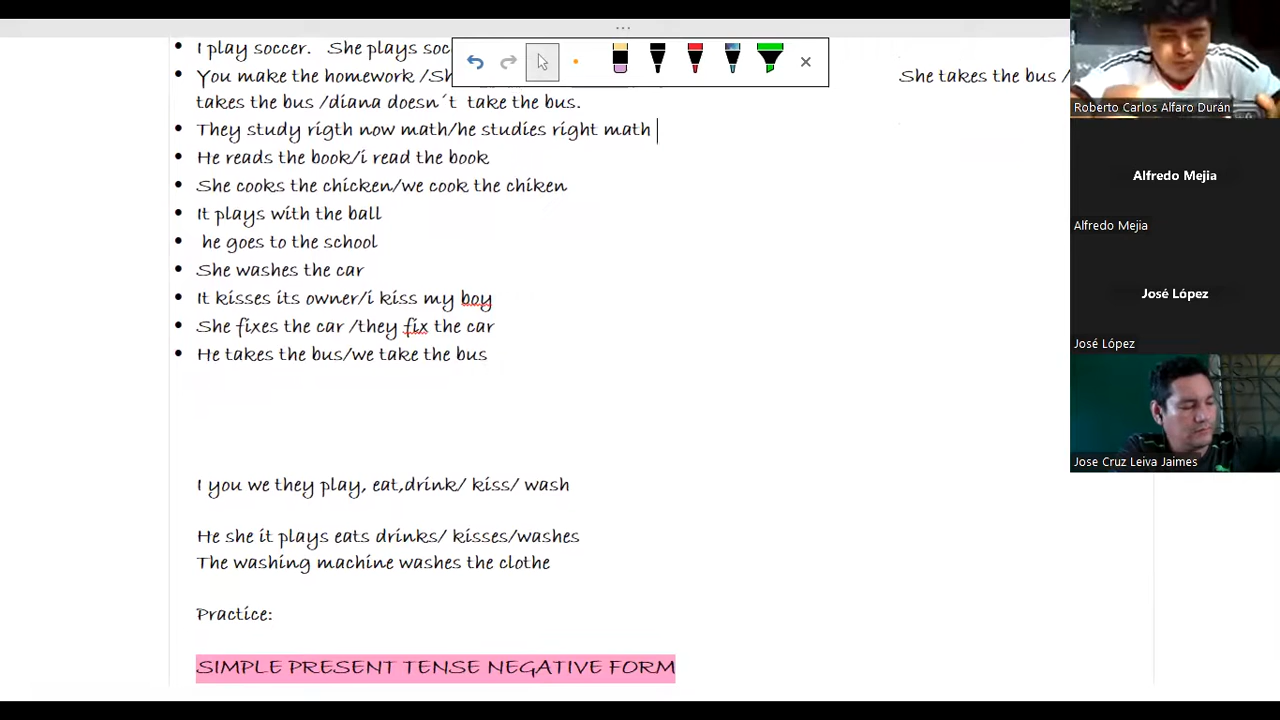 I play soccer. She plays soc
You make the homework /Sh
She takes the bus /
takes the bus /diana doesn´t take the bus.
They study rigth now math/he studies right math
He reads the book/i read the book
She cooks the chicken/we cook the chiken
It plays with the ball
he goes to the school
She washes the car
It kisses its owner/i kiss my boy
She fixes the car /they fix the car
He takes the bus/we take the bus
I you we they play, eat,drink/ kiss/ wash
He she it plays eats drinks/ kisses/washes
The washing machine washes the clothe
Practice:
SIMPLE PRESENT TENSE NEGATIVE FORM
Roberto Carlos Alfaro Durán
Alfredo Mejia
Alfredo Mejia
José López
José López
Jose Cruz Leiva Jaimes